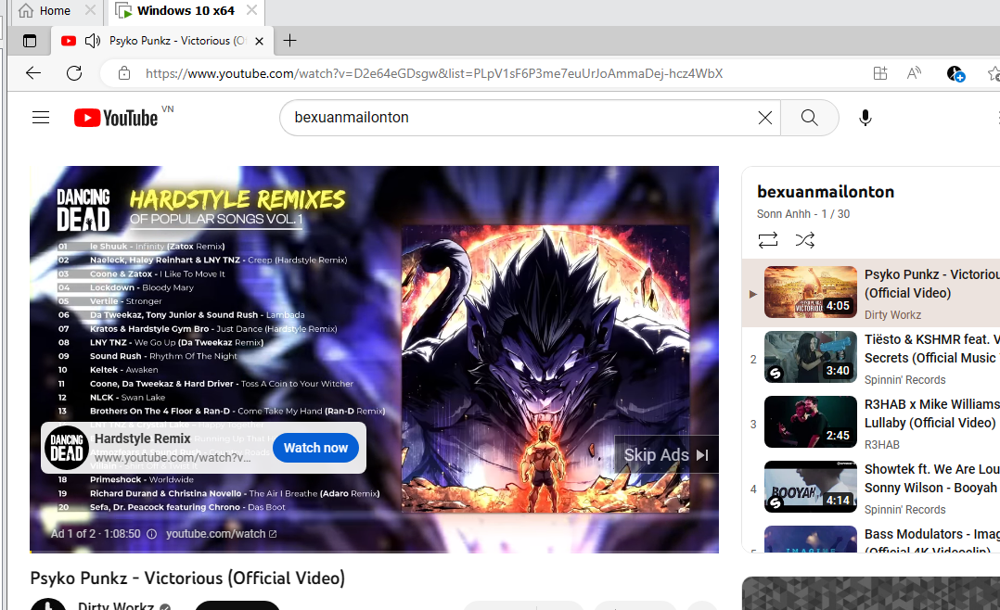 Home
Windows 10 x64
Psyko Punkz - Victorious (O
https://www.youtube.com/watch?v=D2e64eGDsgw&list=PLpV1sF6P3me7euUrJoAmmaDej-hcz4WbX
YouTube VN
bexuanmailonton
DANCING DEAD
HARDSTYLE REMIXES
OF POPULAR SONGS VOL.1
01 le Shuuk - Infinity (Zatox Remix)
02 Naeleck, Haley Reinhart & LNY TNZ - Creep (Hardstyle Remix)
03 Coone & Zatox - I Like To Move It
04 Lockdown - Bloody Mary
05 Vertile - Stronger
06 Da Tweekaz, Tony Junior & Sound Rush - Lambada
07 Kratos & Hardstyle Gym Bro - Just Dance (Hardstyle Remix)
08 LNY TNZ - We Go Up (Da Tweekaz Remix)
09 Sound Rush - Rhythm Of The Night
10 Keltek - Awaken
11 Coone, Da Tweekaz & Hard Driver - Toss A Coin to Your Witcher
12 NLCK - Swan Lake
13 Brothers On The 4 Floor & Ran-D - Come Take My Hand (Ran-D Remix)
LNT TNZ & Crystal Lake - Happy Together
Running Up That
Roads
18 Primeshock - Worldwide
19 Richard Durand & Christina Novello - The Air I Breathe (Adaro Remix)
20 Sefa, Dr. Peacock featuring Chrono - Das Boot
DANCING DEAD
Hardstyle Remix
www.youtube.com/watch?v...
Watch now
Skip Ads
Ad 1 of 2 · 1:08:50 youtube.com/watch
Psyko Punkz - Victorious (Official Video)
Dirty Workz
bexuanmailonton
Sonn Anhh - 1 / 30
4:05
Psyko Punkz - Victoriou
(Official Video)
Dirty Workz
2
3:40
Tiësto & KSHMR feat. V
Secrets (Official Music
Spinnin' Records
3
2:45
R3HAB x Mike Williams
Lullaby (Official Video)
R3HAB
4
BOOYAH
4:14
Showtek ft. We Are Lou
Sonny Wilson - Booyah
Spinnin' Records
5
IMAGINE
Bass Modulators - Imag
(Official 4K Videoclip)